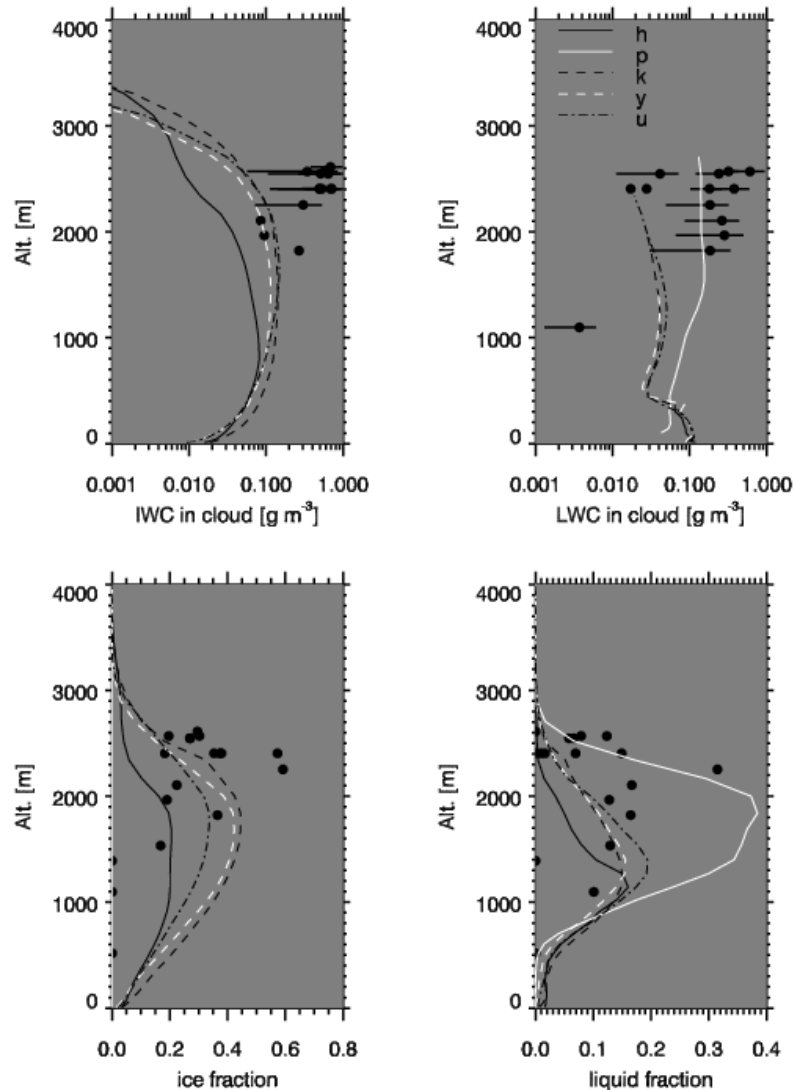 4000
3000
2000
1000
0
Alt. [m]
0.001 0.010 0.100 1.000
IWC in cloud [g m⁻³]
4000
3000
2000
1000
0
Alt. [m]
h
p
k
y
u
0.001 0.010 0.100 1.000
LWC in cloud [g m⁻³]
4000
3000
2000
1000
0
Alt. [m]
0.0 0.2 0.4 0.6 0.8
ice fraction
4000
3000
2000
1000
0
Alt. [m]
0.0 0.1 0.2 0.3 0.4
liquid fraction